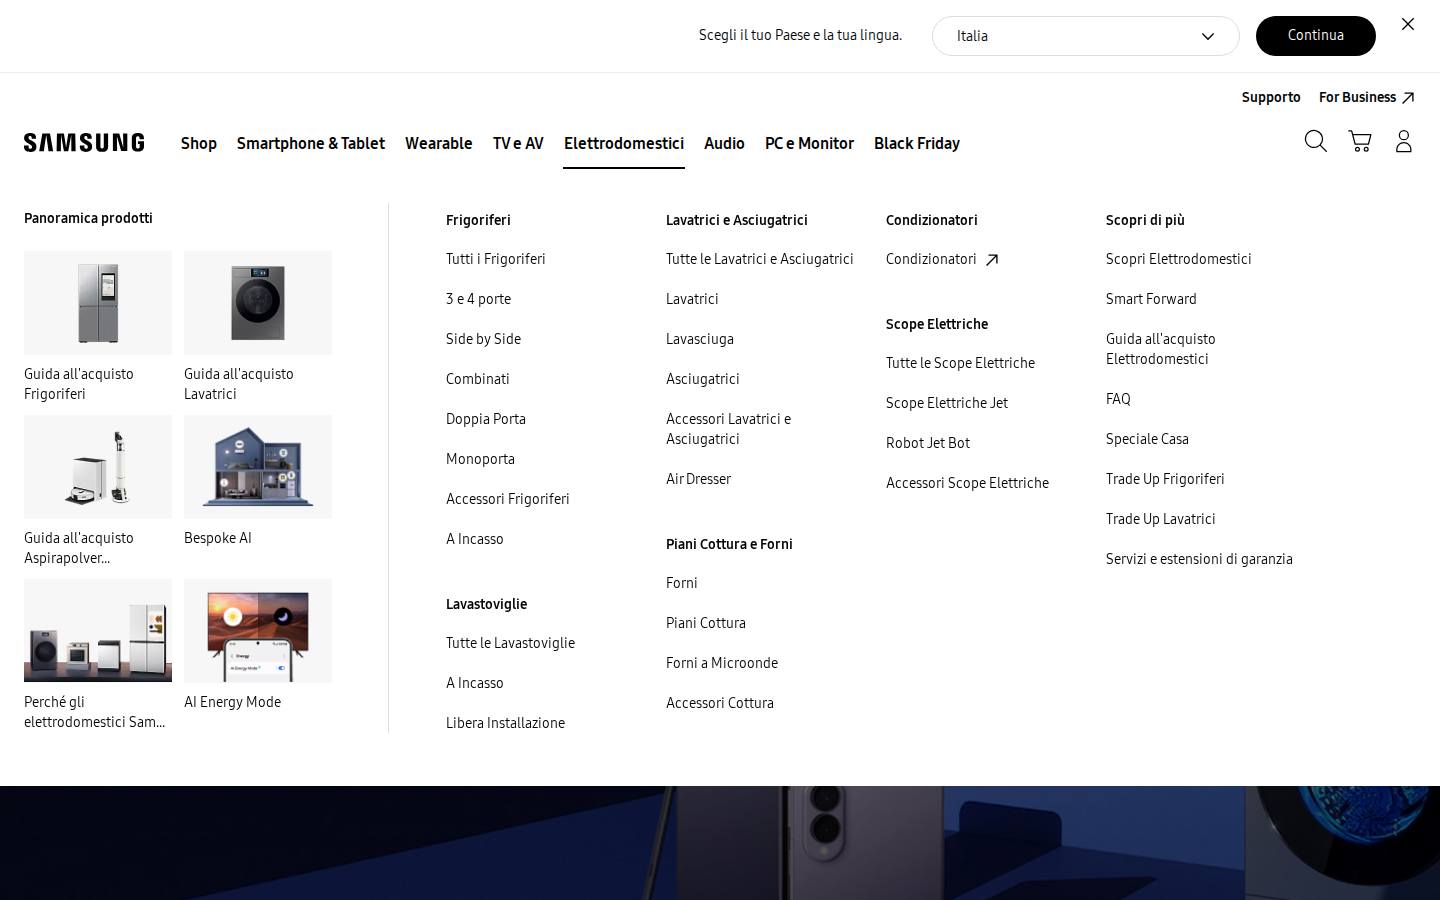 Scegli il tuo Paese e la tua lingua.
Italia
Continua
Supporto
For Business
SAMSUNG
Shop
Smartphone & Tablet
Wearable
TV e AV
Elettrodomestici
Audio
PC e Monitor
Black Friday
Panoramica prodotti
Guida all'acquisto
Frigoriferi
Guida all'acquisto
Lavatrici
Guida all'acquisto
Aspirapolver...
Bespoke AI
Perché gli
elettrodomestici Sam...
Energy
AI Energy Mode
AI Energy Mode
Frigoriferi
Tutti i Frigoriferi
3 e 4 porte
Side by Side
Combinati
Doppia Porta
Monoporta
Accessori Frigoriferi
A Incasso
Lavastoviglie
Tutte le Lavastoviglie
A Incasso
Libera Installazione
Lavatrici e Asciugatrici
Tutte le Lavatrici e Asciugatrici
Lavatrici
Lavasciuga
Asciugatrici
Accessori Lavatrici e
Asciugatrici
Air Dresser
Piani Cottura e Forni
Forni
Piani Cottura
Forni a Microonde
Accessori Cottura
Condizionatori
Condizionatori
Scope Elettriche
Tutte le Scope Elettriche
Scope Elettriche Jet
Robot Jet Bot
Accessori Scope Elettriche
Scopri di più
Scopri Elettrodomestici
Smart Forward
Guida all'acquisto
Elettrodomestici
FAQ
Speciale Casa
Trade Up Frigoriferi
Trade Up Lavatrici
Servizi e estensioni di garanzia